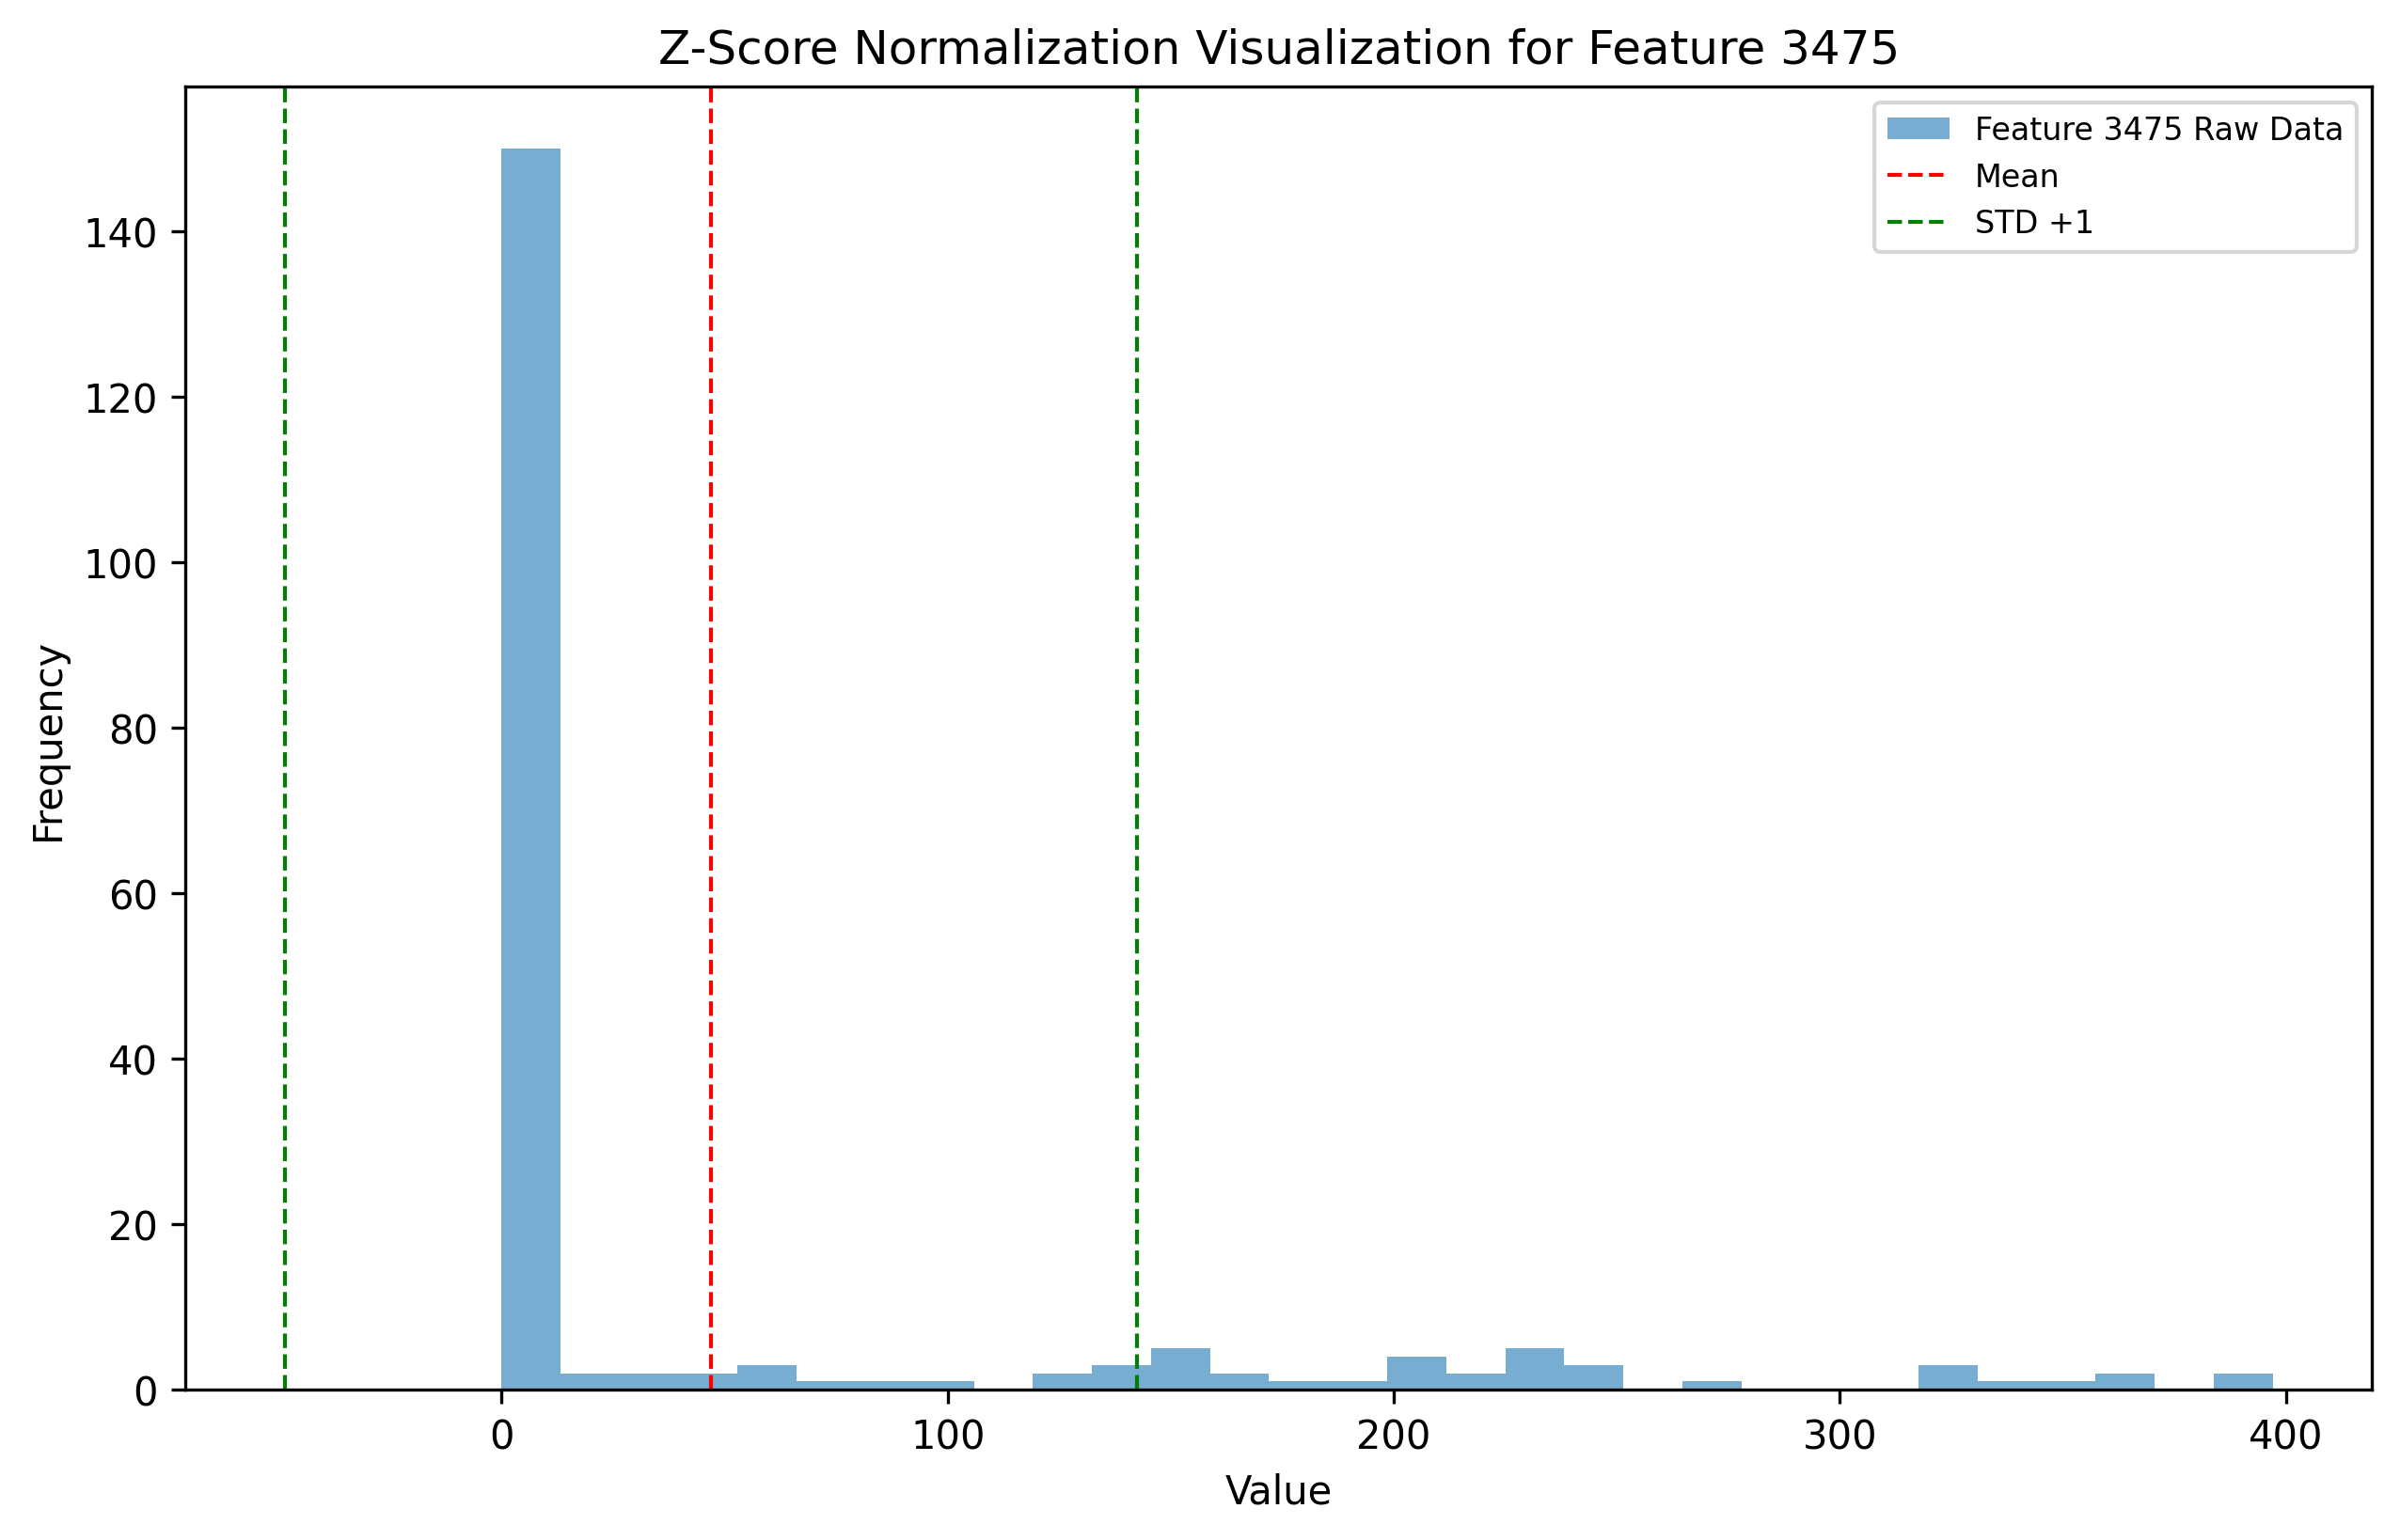 Z-Score Normalization Visualization for Feature 3475
Feature 3475 Raw Data
Mean
STD +1
140
120
100
80
60
40
20
0
Frequency
0 100 200 300 400
Value